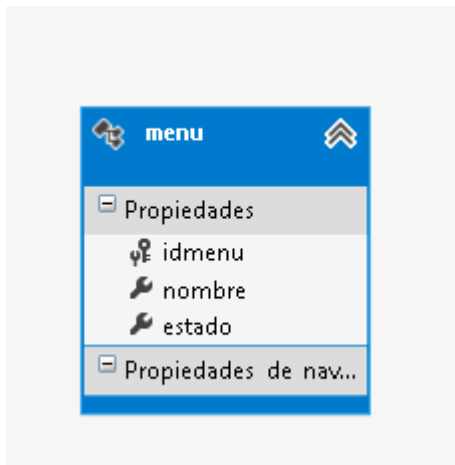 menu
Propiedades
idmenu
nombre
estado
Propiedades de nav...